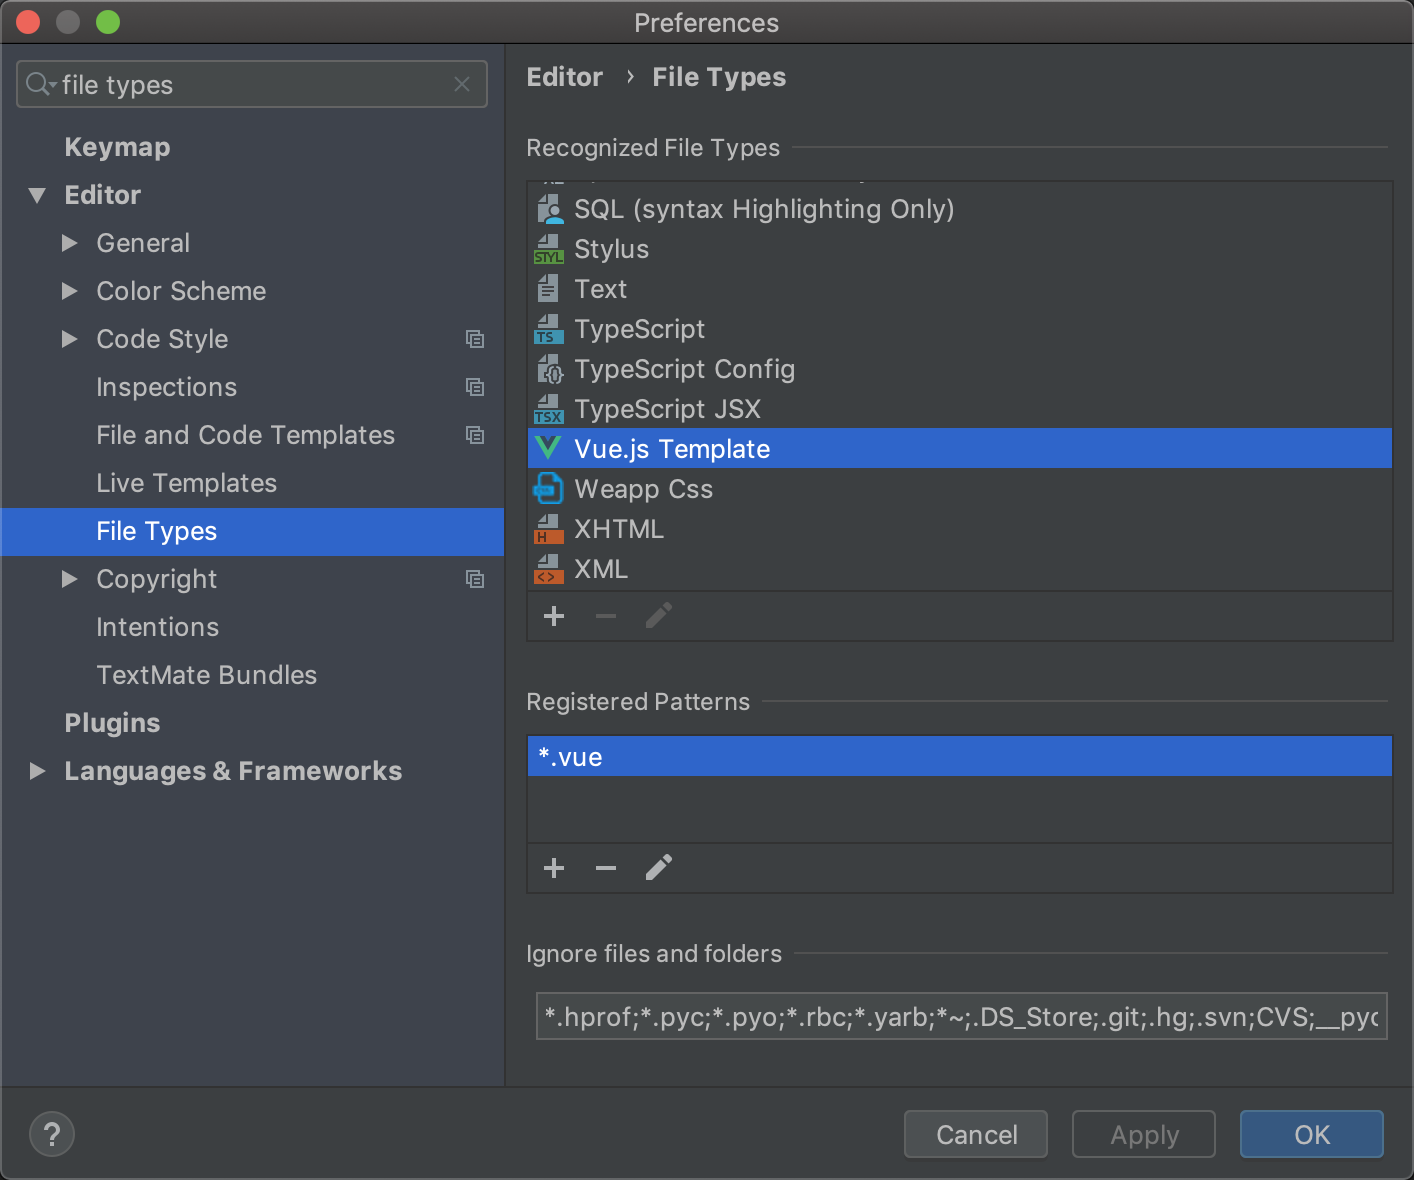 Preferences
file types
Keymap
Editor
General
Color Scheme
Code Style
Inspections
File and Code Templates
Live Templates
File Types
Copyright
Intentions
TextMate Bundles
Plugins
Languages & Frameworks
Editor › File Types
Recognized File Types
SQL (syntax Highlighting Only)
STYL Stylus
Text
TS TypeScript
{} TypeScript Config
TSX TypeScript JSX
Vue.js Template
Weapp Css
H XHTML
<> XML
Registered Patterns
*.vue
Ignore files and folders
*.hprof;*.pyc;*.pyo;*.rbc;*.yarb;*~;.DS_Store;.git;.hg;.svn;CVS;__pyc
? Cancel Apply OK